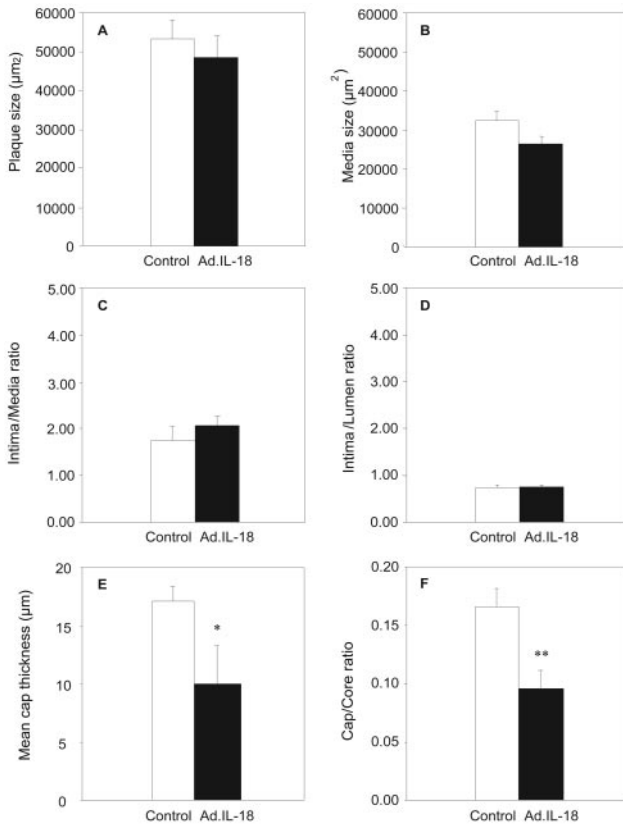 A
Plaque size (µm2)
60000
50000
40000
30000
20000
10000
0
Control Ad.IL-18
B
Media size (µm2)
60000
50000
40000
30000
20000
10000
0
Control Ad.IL-18
C
Intima/Media ratio
5.00
4.00
3.00
2.00
1.00
0.00
Control Ad.IL-18
D
Intima/Lumen ratio
5.00
4.00
3.00
2.00
1.00
0.00
Control Ad.IL-18
E
Mean cap thickness (µm)
20
15
10
5
0
*
Control Ad.IL-18
F
Cap/Core ratio
0.20
0.15
0.10
0.05
0.00
**
Control Ad.IL-18